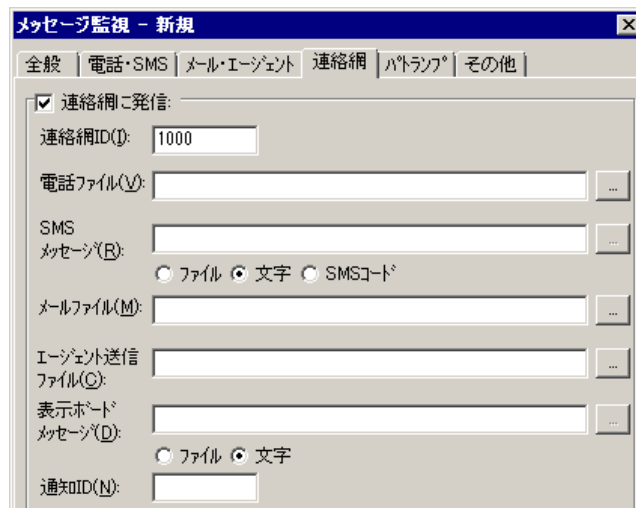 メッセージ監視 - 新規
全般 電話・SMS ﾒｰﾙ・ｴｰｼﾞｪﾝﾄ 連絡網 ﾊﾟﾄﾗﾝﾌﾟ その他
連絡網に発信:
連絡網ID(I): 1000
電話ﾌｧｲﾙ(V): ...
SMS
ﾒｯｾｰｼﾞ(R): ...
ﾌｧｲﾙ 文字 SMSｺｰﾄﾞ
ﾒｰﾙﾌｧｲﾙ(M): ...
ｴｰｼﾞｪﾝﾄ送信
ﾌｧｲﾙ(C): ...
表示ﾎﾞｰﾄﾞ
ﾒｯｾｰｼﾞ(D): ...
ﾌｧｲﾙ 文字
通知ID(N):